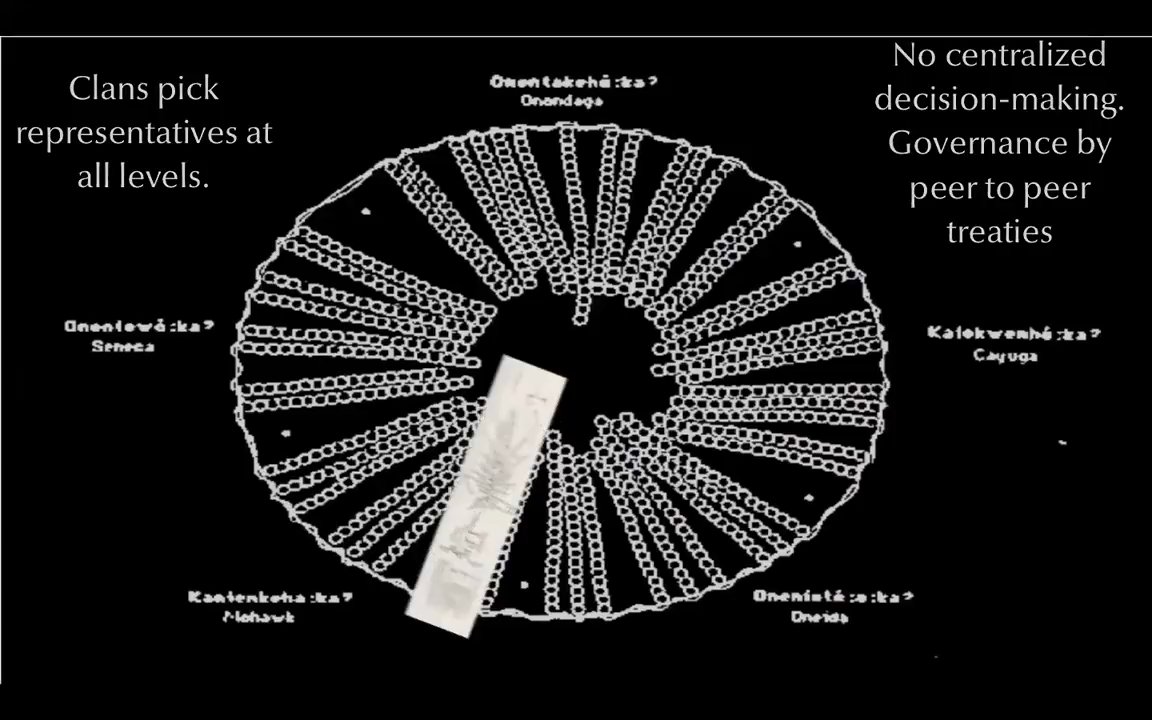 Clans pick
representatives at
all levels.
No centralized
decision-making.
Governance by
peer to peer
treaties
Onondaga
Seneca
Cayuga
Mohawk
Oneida